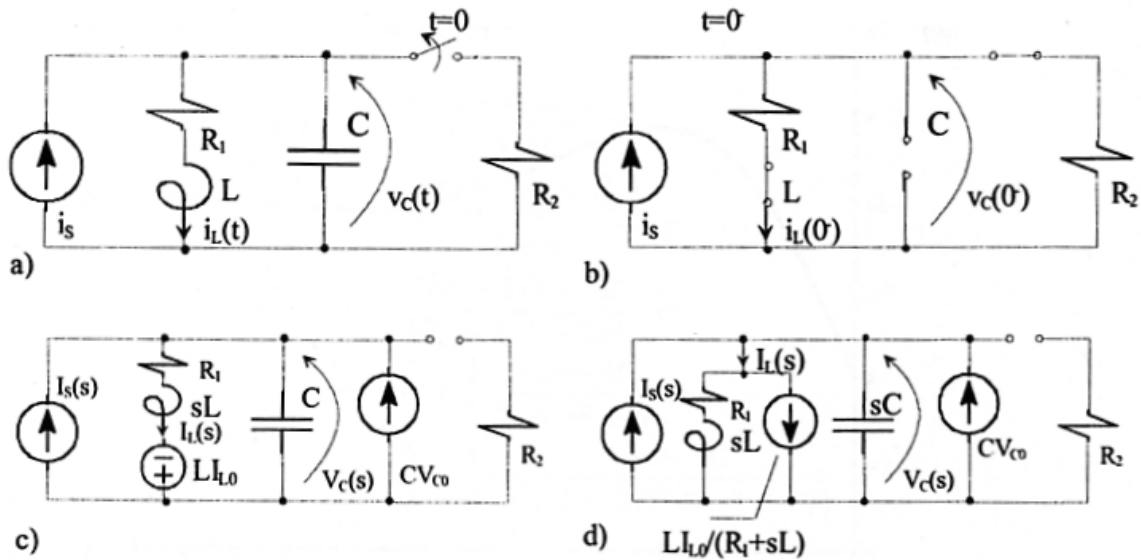 t=0
R₁
C
L
v_C(t)
R₂
i_S
i_L(t)
a)
t=0⁻
R₁
C
L
v_C(0⁻)
R₂
i_S
i_L(0⁻)
b)
I_S(s)
R₁
sL
C
I_L(s)
LI_L0
V_C(s)
CV_C0
R₂
c)
I_L(s)
I_S(s)
R₁
sL
sC
CV_C0
V_C(s)
R₂
d)
LI_L0/(R₁+sL)